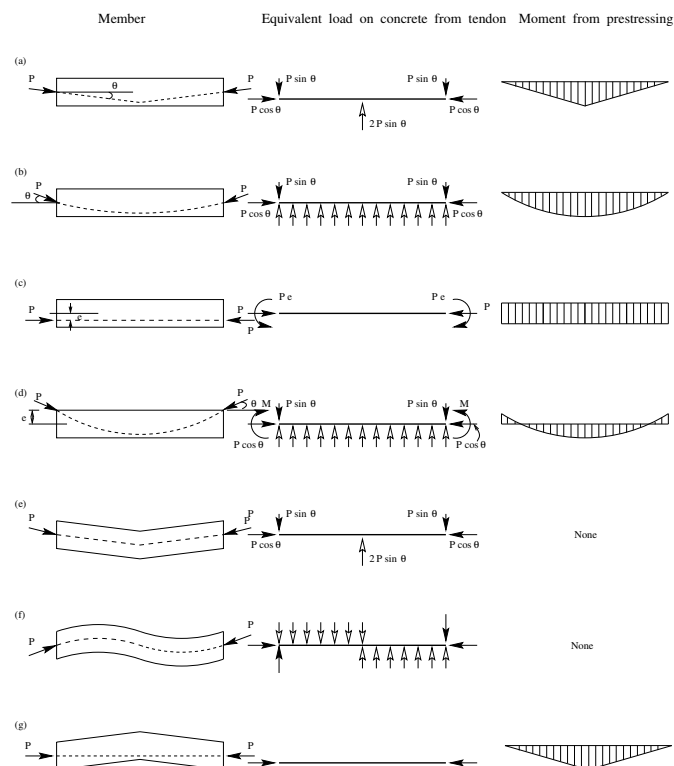 Member Equivalent load on concrete from tendon Moment from prestressing
(a)
P θ P P sin θ P sin θ
P cos θ P cos θ
2 P sin θ
(b)
P θ P P sin θ P sin θ
P cos θ P cos θ
(c)
P e P P P e P e P
(d)
e P P θ M P sin θ P sin θ M
P cos θ P cos θ
(e)
P P P sin θ P sin θ
P cos θ P cos θ
2 P sin θ
None
(f)
P P
None
(g)
P P